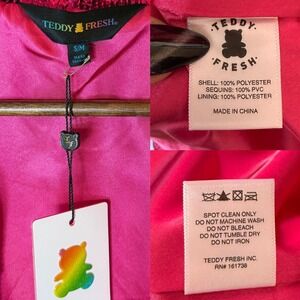 TEDDY FRESH
S/M
TEDDY
FRESH
SHELL: 100% POLYESTER
SEQUINS: 100% PVC
LINING: 100% POLYESTER
MADE IN CHINA
SPOT CLEAN ONLY
DO NOT MACHINE WASH
DO NOT BLEACH
DO NOT TUMBLE DRY
DO NOT IRON
TEDDY FRESH INC.
RN# 161738